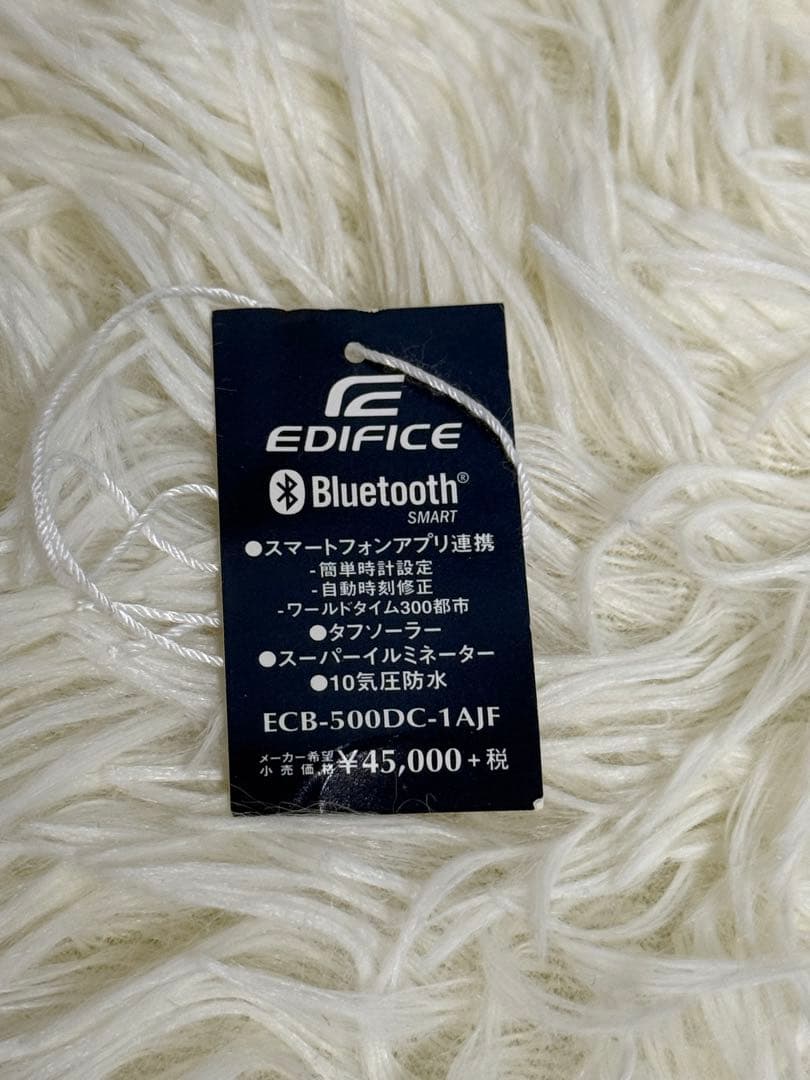 EDIFICE
Bluetooth®
SMART
●スマートフォンアプリ連携
-簡単時計設定
-自動時刻修正
-ワールドタイム300都市
●タフソーラー
●スーパーイルミネーター
●10気圧防水
ECB-500DC-1AJF
メーカー希望
小売価格 ¥45,000+税